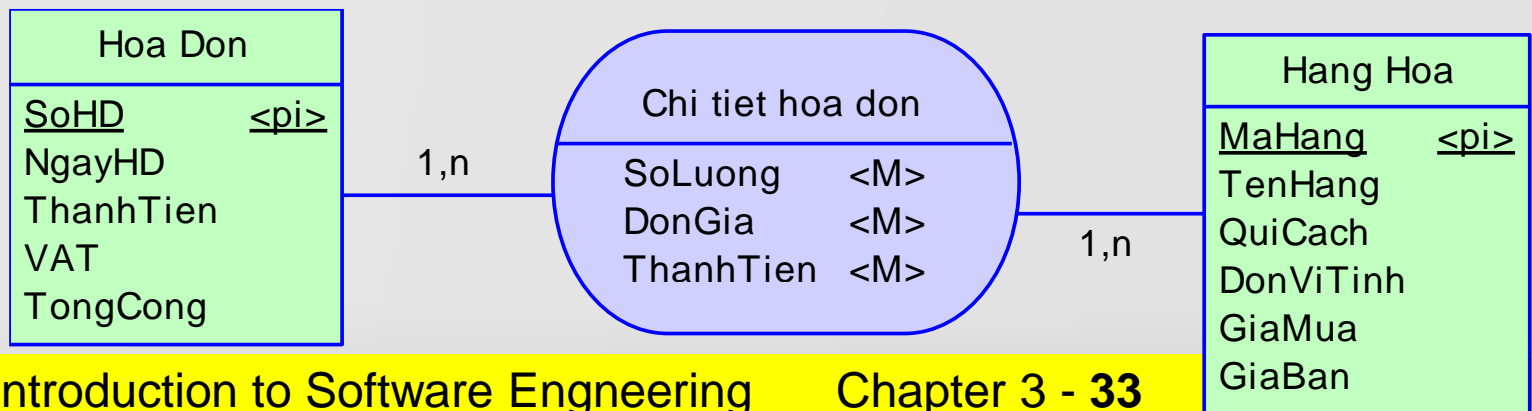 Hoa Don
SoHD <pi>
NgayHD
ThanhTien
VAT
TongCong
1,n
Chi tiet hoa don
SoLuong <M>
DonGia <M>
ThanhTien <M>
1,n
Hang Hoa
MaHang <pi>
TenHang
QuiCach
DonViTinh
GiaMua
GiaBan
ntroduction to Software Engneering Chapter 3 - 33